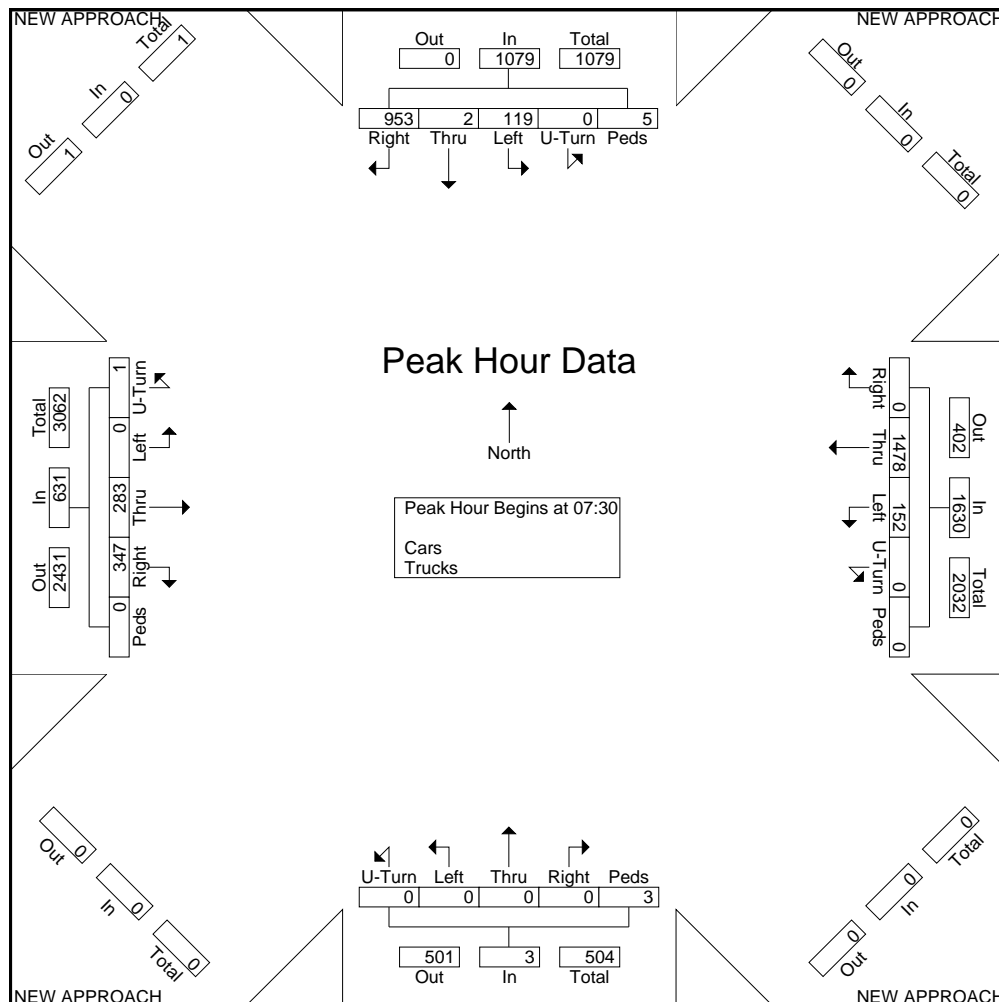 NEW APPROACH
NEW APPROACH
Total
1
In
0
Out
1
Out In Total
0 1079 1079
953 2 119 0 5
Right Thru Left U-Turn Peds
Out
0
In
0
Total
0
Total
3062
In
631
Out
2431
1 0 283 347 0
U-Turn Left Thru Right Peds
Peak Hour Data
North
Peak Hour Begins at 07:30
Cars
Trucks
Right Thru Left U-Turn Peds
0 1478 152 0 0
Out
402
In
1630
Total
2032
Out
0
In
0
Total
0
U-Turn Left Thru Right Peds
0 0 0 0 3
501 3 504
Out In Total
Total
0
In
0
Out
0
NEW APPROACH
NEW APPROACH